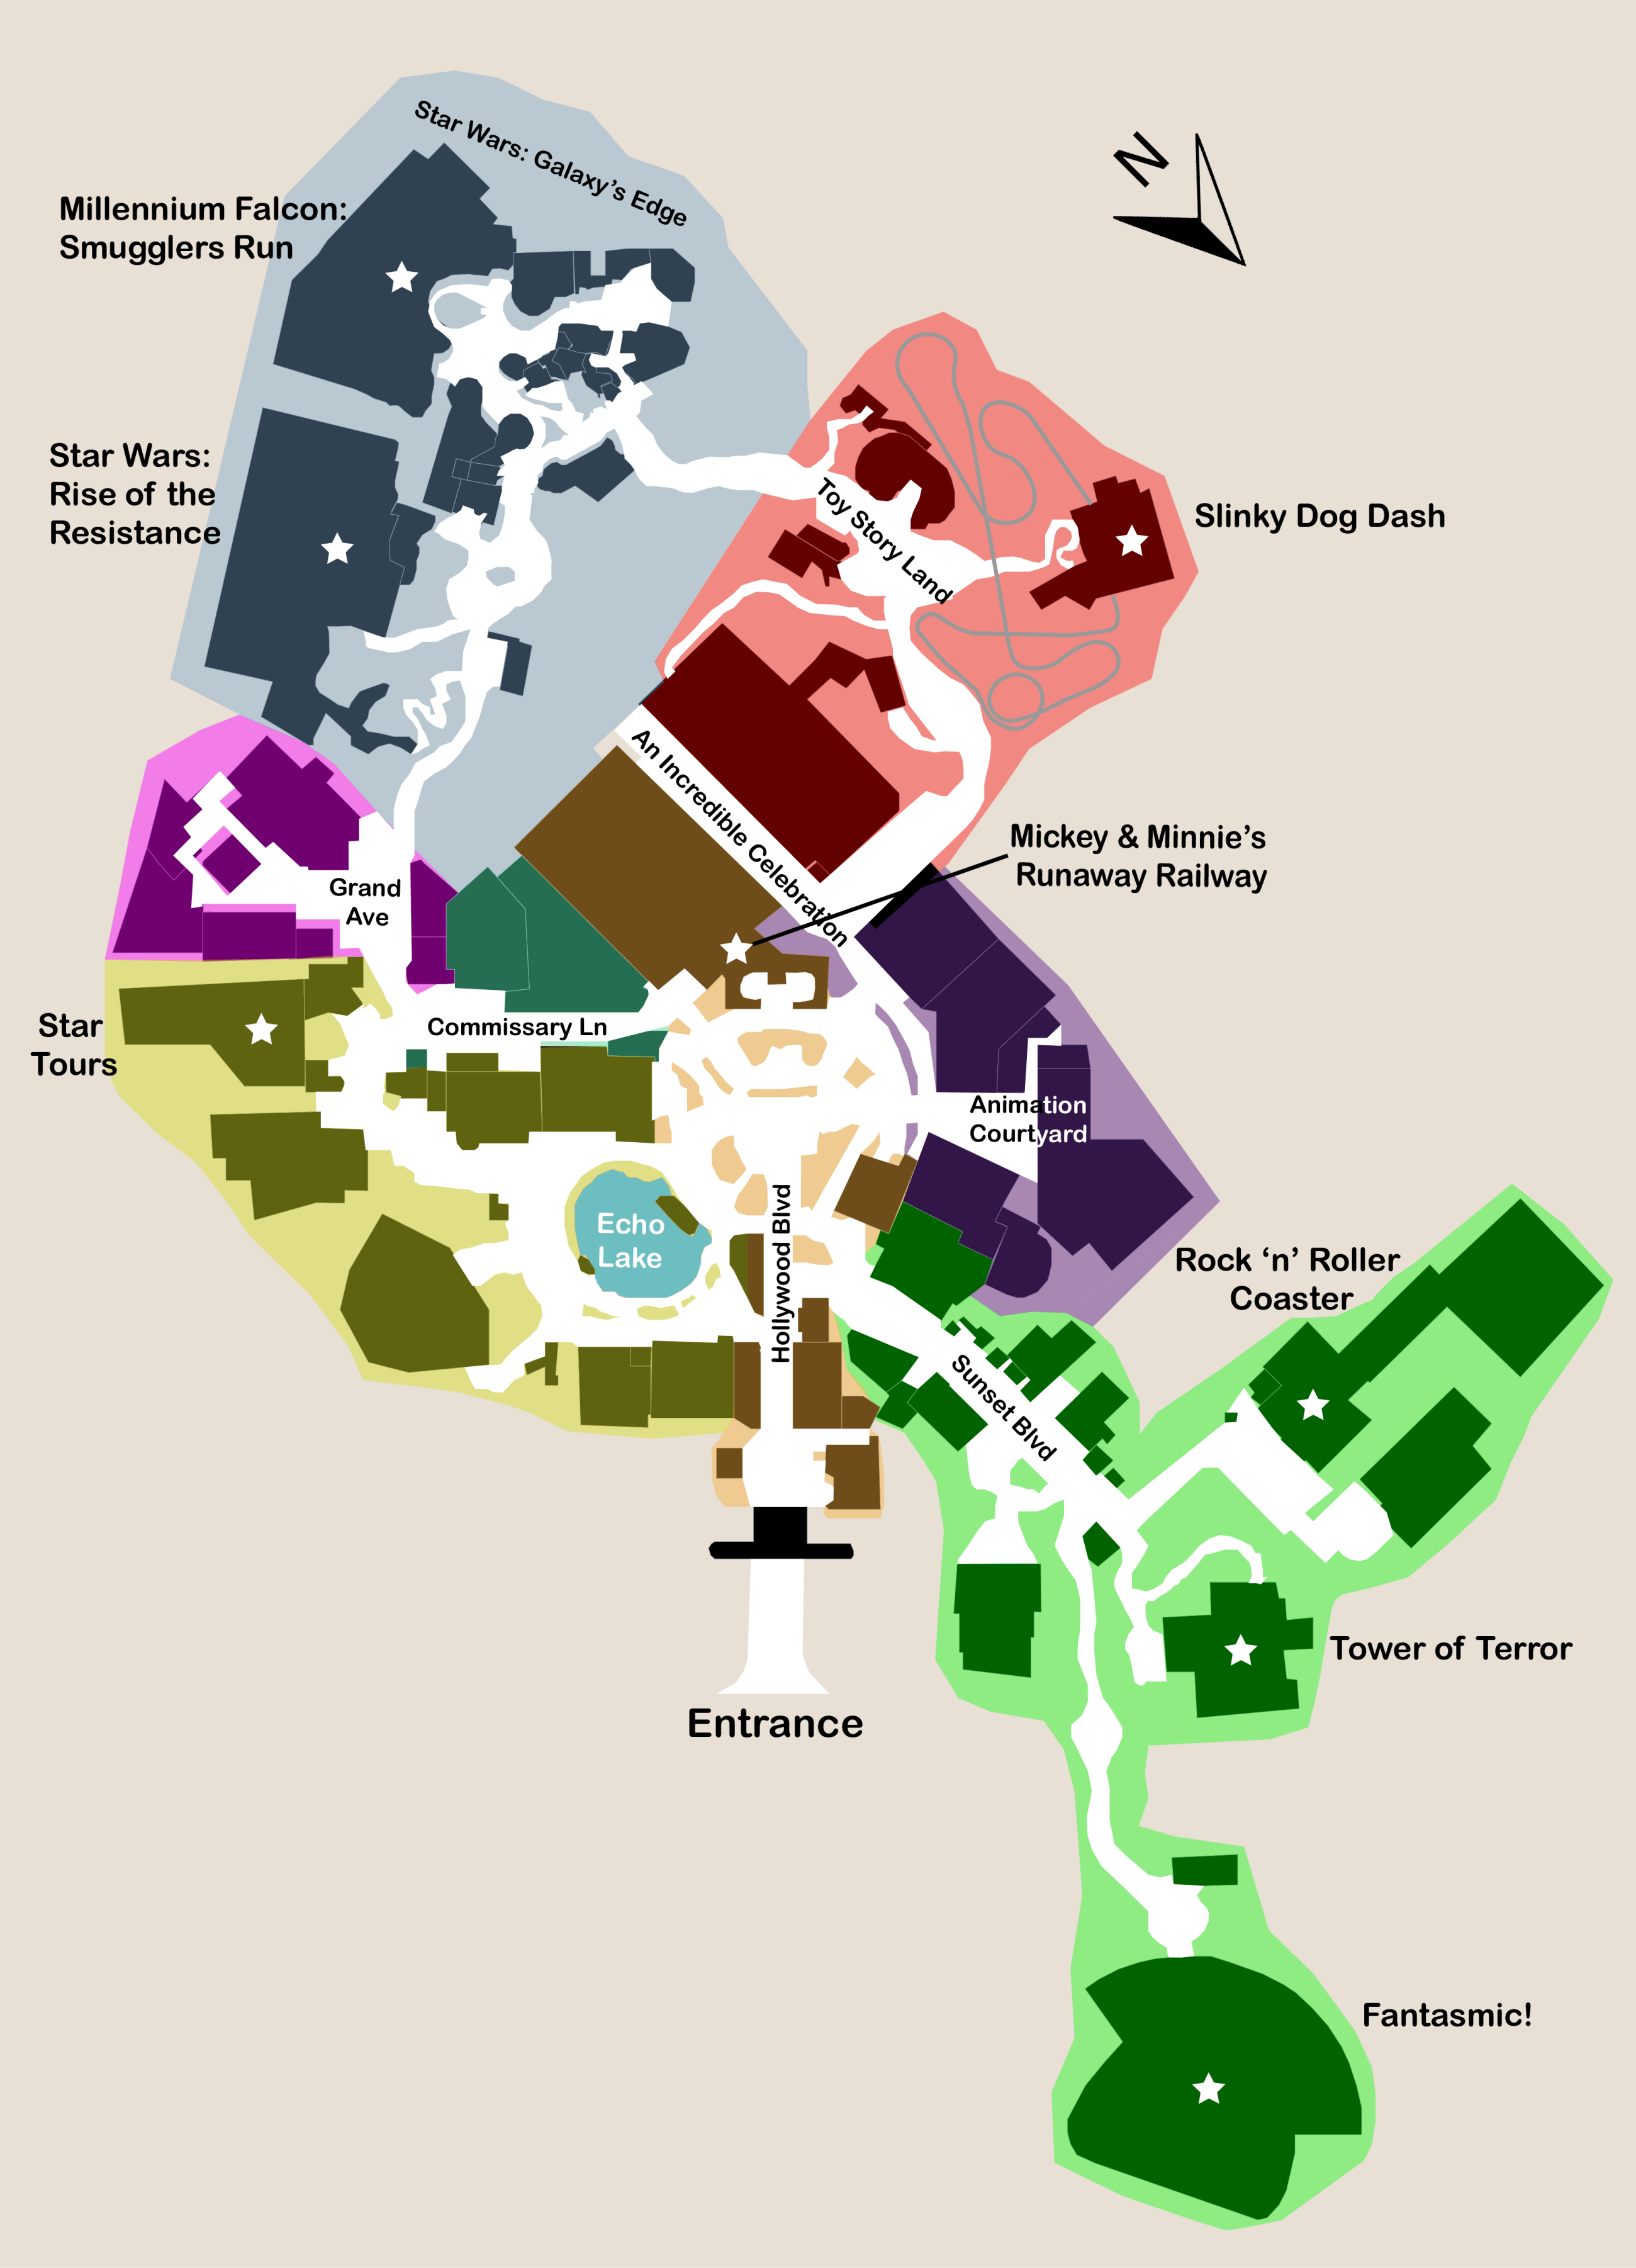 Star Wars: Galaxy’s Edge
N
Millennium Falcon:
Smugglers Run
Star Wars:
Rise of the
Resistance
Toy Story Land
Slinky Dog Dash
An Incredible Celebration
Mickey & Minnie’s
Runaway Railway
Grand
Ave
Star
Tours
Commissary Ln
Animation
Courtyard
Echo
Lake
Hollywood Blvd
Rock ‘n’ Roller
Coaster
Sunset Blvd
Tower of Terror
Entrance
Fantasmic!